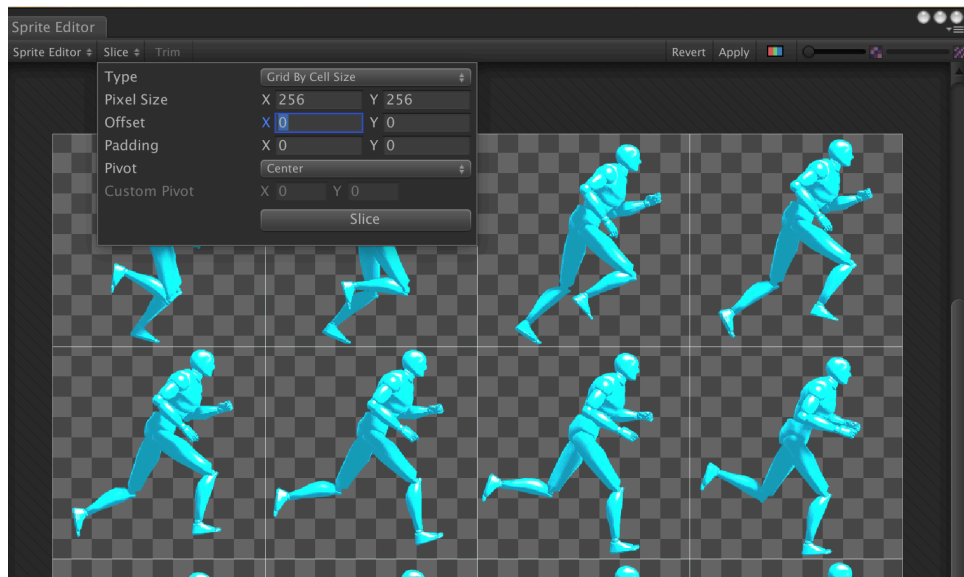 Sprite Editor
Sprite Editor Slice Trim Revert Apply
Type Grid By Cell Size
Pixel Size X 256 Y 256
Offset X 0 Y 0
Padding X 0 Y 0
Pivot Center
Custom Pivot X 0 Y 0
Slice